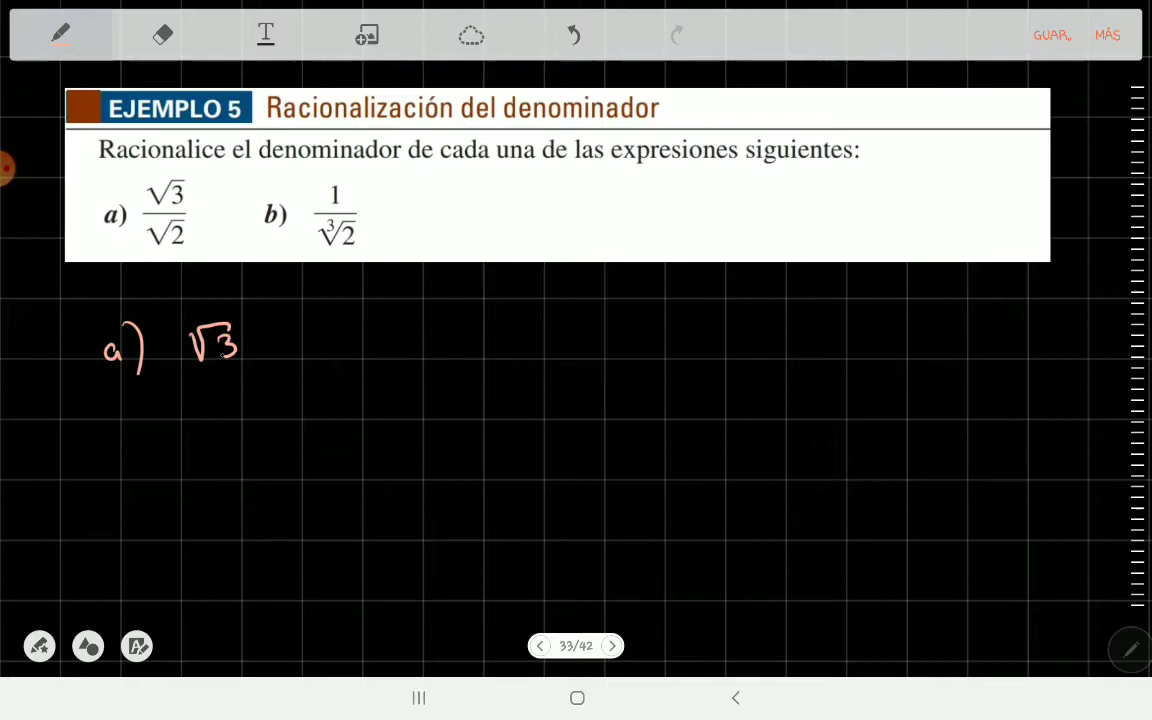 T GUAR. MÁS
EJEMPLO 5 Racionalización del denominador
Racionalice el denominador de cada una de las expresiones siguientes:
a) √3/√2 b) 1/∛2
a) √3
33/42